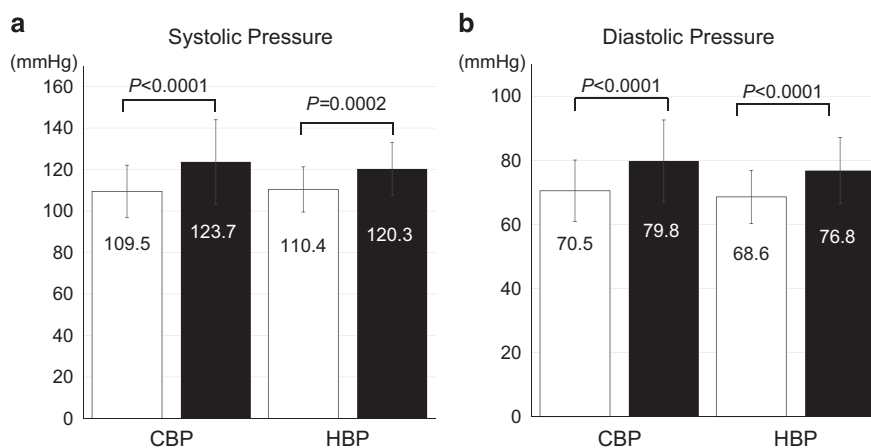 a
Systolic Pressure
(mmHg)
160
140
120
100
80
60
40
20
0
P<0.0001
P=0.0002
109.5
123.7
110.4
120.3
CBP
HBP
b
Diastolic Pressure
(mmHg)
100
80
60
40
20
0
P<0.0001
P<0.0001
70.5
79.8
68.6
76.8
CBP
HBP